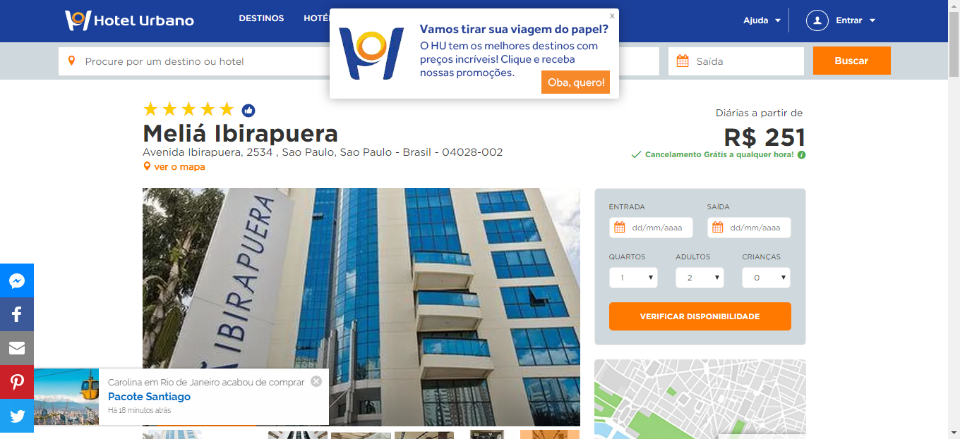 Hotel Urbano
DESTINOS
Ajuda
Entrar
x
Vamos tirar sua viagem do papel?
O HU tem os melhores destinos com
preços incríveis! Clique e receba
nossas promoções.
Oba, quero!
Procure por um destino ou hotel
Saída
Buscar
Meliá Ibirapuera
Avenida Ibirapuera, 2534 , Sao Paulo, Sao Paulo - Brasil - 04028-002
ver o mapa
Diárias a partir de
R$ 251
Cancelamento Grátis a qualquer hora!
IBIRAPUERA
ENTRADA
SAÍDA
dd/mm/aaaa
dd/mm/aaaa
QUARTOS
ADULTOS
CRIANÇAS
1
2
0
VERIFICAR DISPONIBILIDADE
Carolina em Rio de Janeiro acabou de comprar
Pacote Santiago
Há 18 minutos atrás